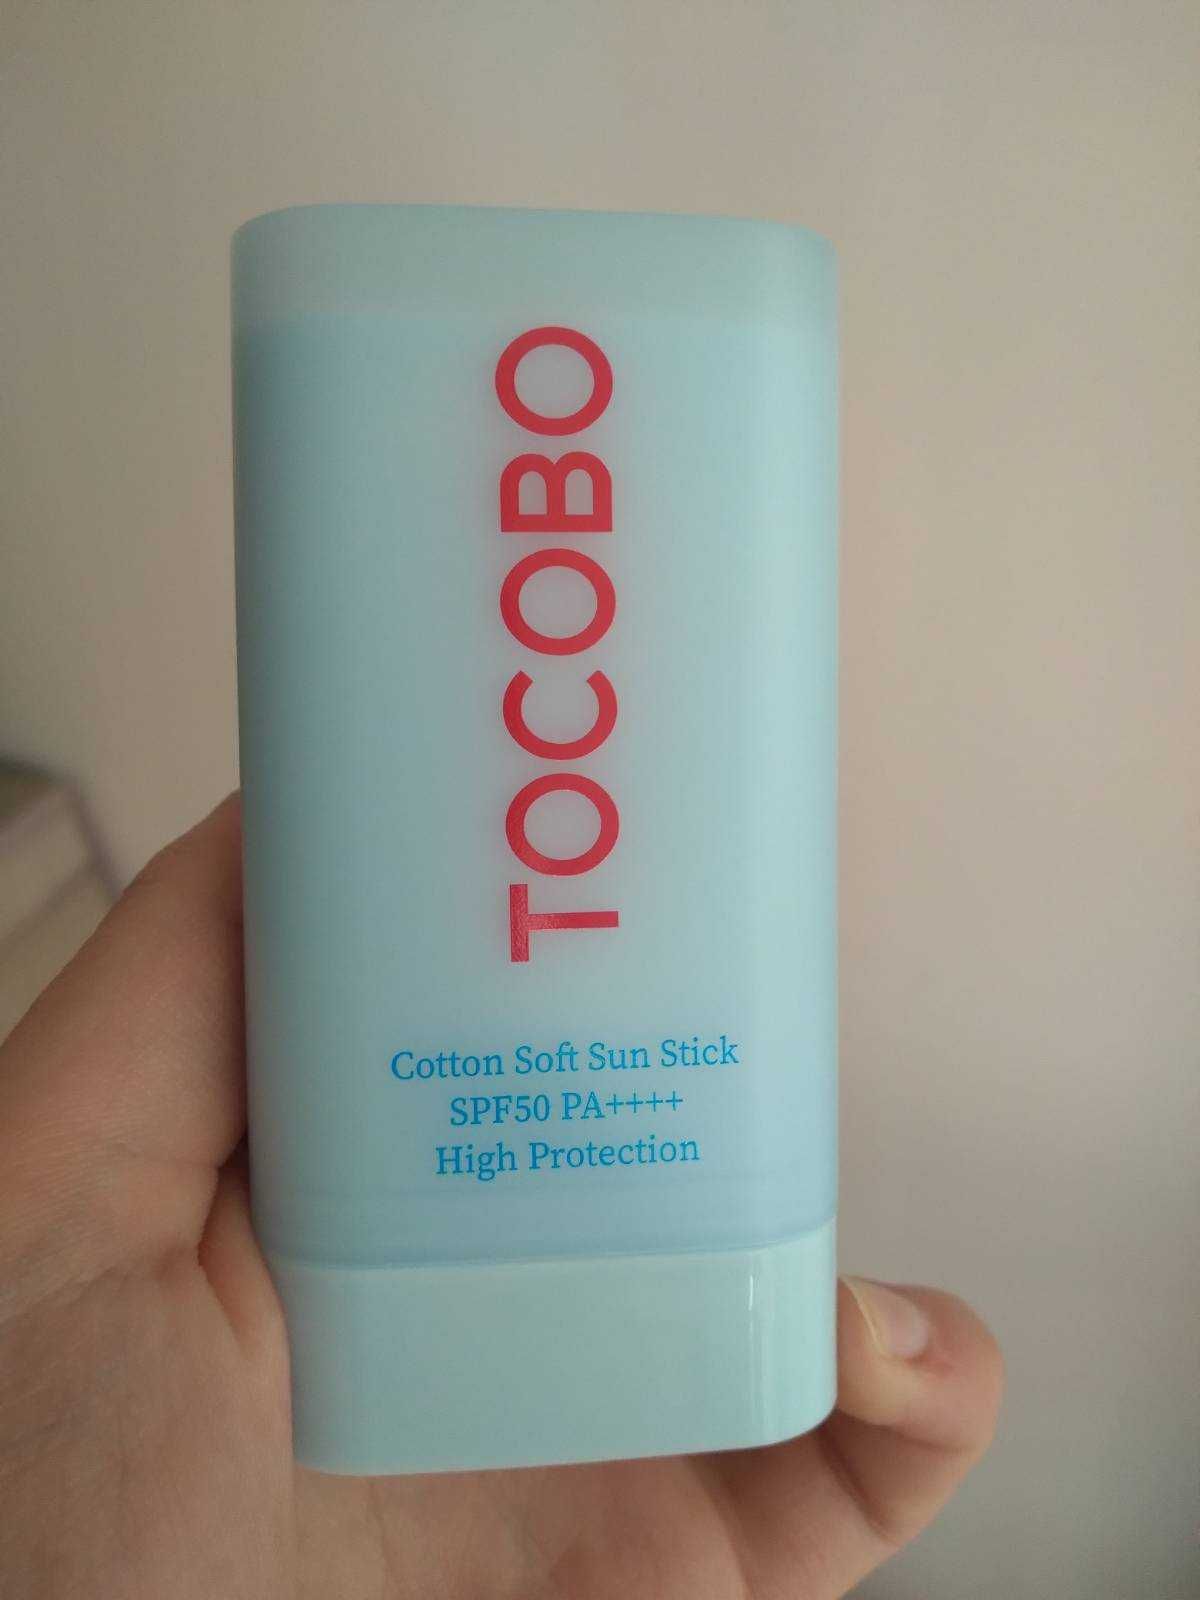 TOCOBO
Cotton Soft Sun Stick
SPF50 PA++++
High Protection